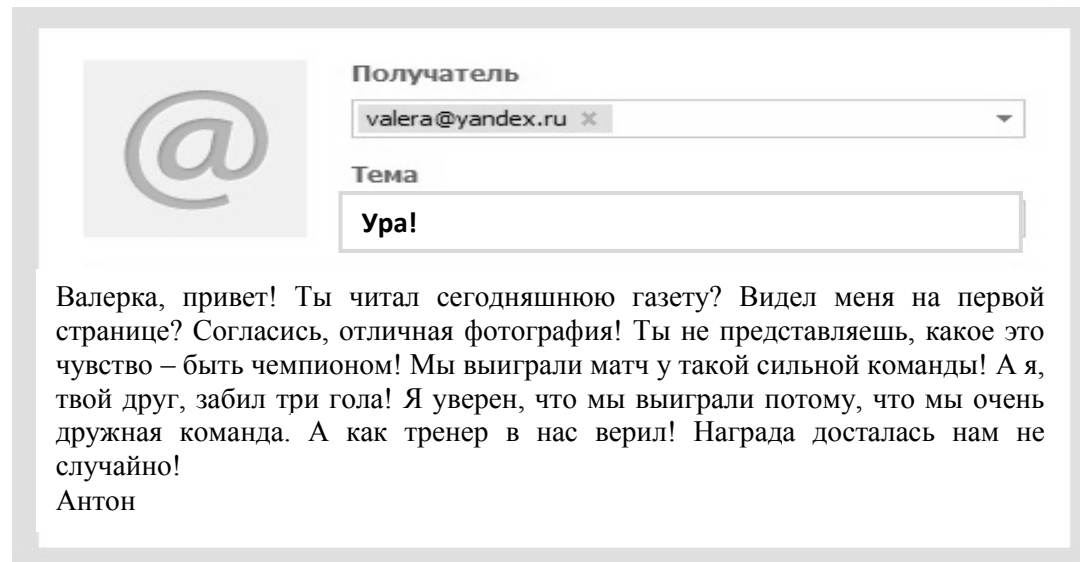 @
Получатель
valera@yandex.ru ×
Тема
Ура!
Валерка, привет! Ты читал сегодняшнюю газету? Видел меня на первой
странице? Согласись, отличная фотография! Ты не представляешь, какое это
чувство – быть чемпионом! Мы выиграли матч у такой сильной команды! А я,
твой друг, забил три гола! Я уверен, что мы выиграли потому, что мы очень
дружная команда. А как тренер в нас верил! Награда досталась нам не
случайно!
Антон